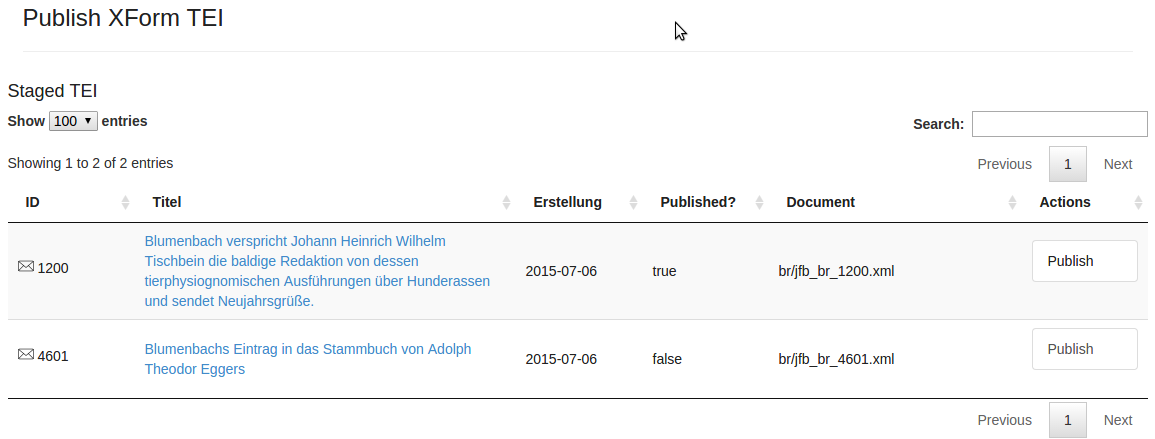 Publish XForm TEI
Staged TEI
Show 100 entries
Search:
Showing 1 to 2 of 2 entries
Previous 1 Next
ID Titel Erstellung Published? Document Actions
Blumenbach verspricht Johann Heinrich Wilhelm
Tischbein die baldige Redaktion von dessen
tierphysiognomischen Ausführungen über Hunderassen
und sendet Neujahrsgrüße.
1200 2015-07-06 true br/jfb_br_1200.xml Publish
Blumenbachs Eintrag in das Stammbuch von Adolph
Theodor Eggers
4601 2015-07-06 false br/jfb_br_4601.xml Publish
Previous 1 Next